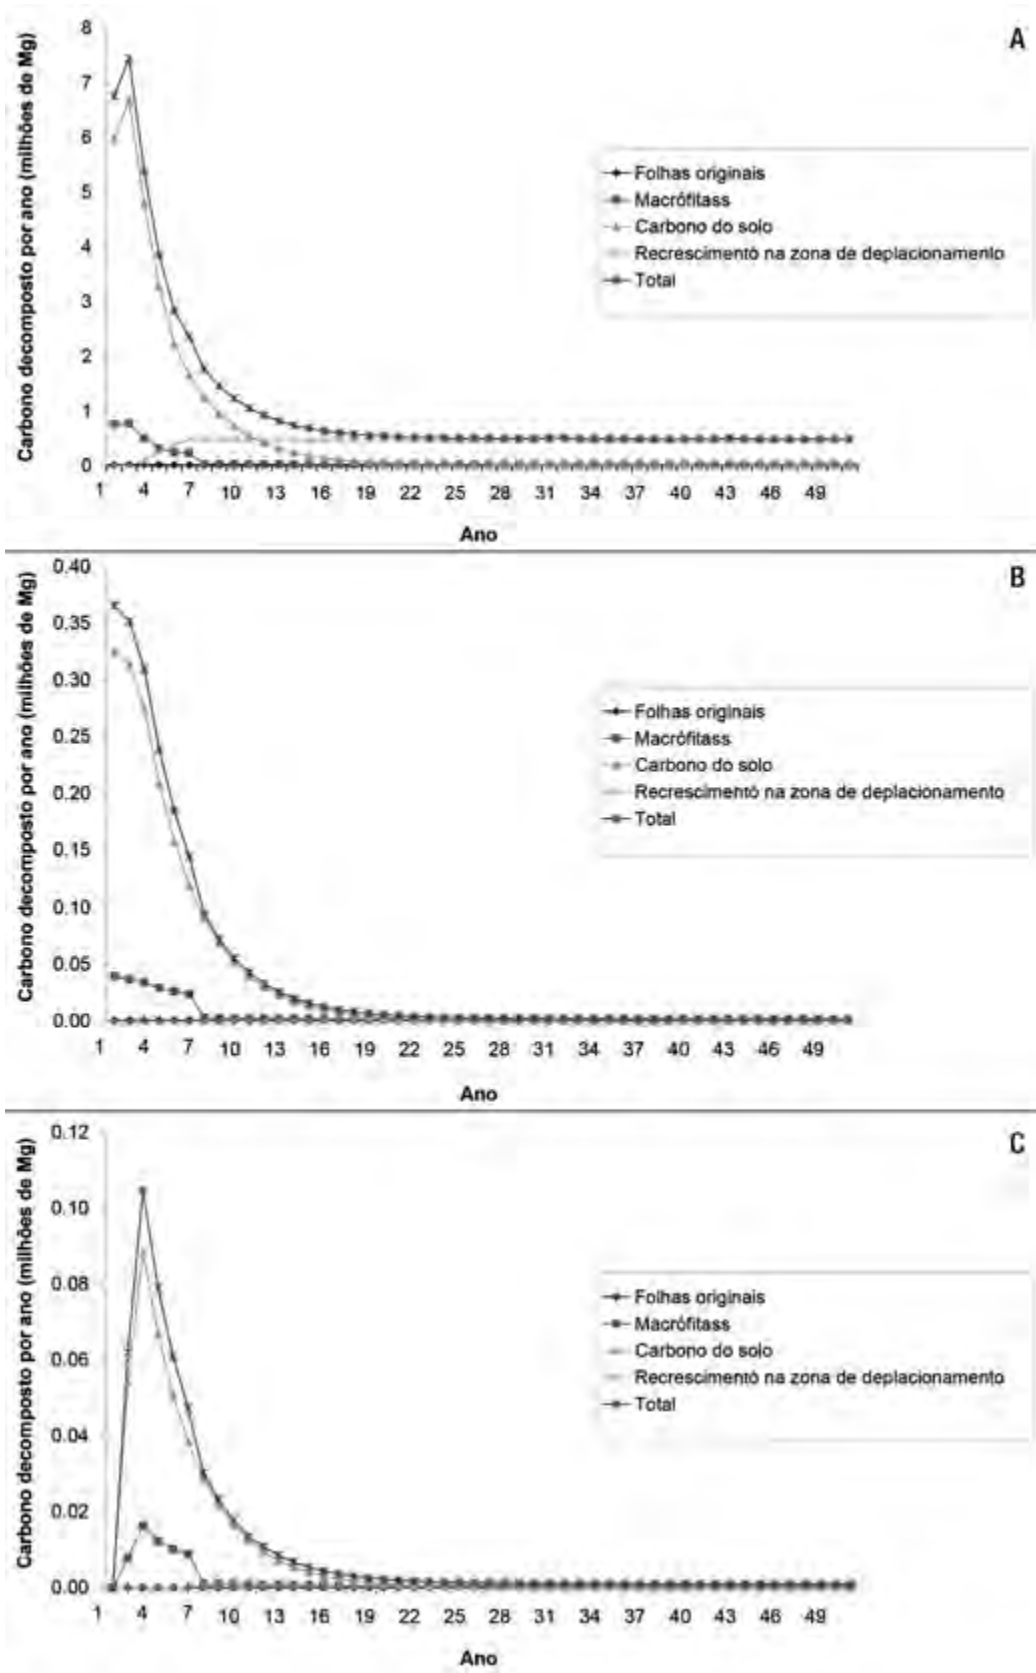 A
Carbono decomposto por ano (milhões de Mg)
8
7
6
5
4
3
2
1
0
Folhas originais
Macrófitass
Carbono do solo
Recrescimento na zona de deplacionamento
Total
1 4 7 10 13 16 19 22 25 28 31 34 37 40 43 46 49
Ano
B
Carbono decomposto por ano (milhões de Mg)
0.40
0.35
0.30
0.25
0.20
0.15
0.10
0.05
0.00
Folhas originais
Macrófitass
Carbono do solo
Recrescimento na zona de deplacionamento
Total
1 4 7 10 13 16 19 22 25 28 31 34 37 40 43 46 49
Ano
C
Carbono decomposto por ano (milhões de Mg)
0.12
0.10
0.08
0.06
0.04
0.02
0.00
Folhas originais
Macrófitass
Carbono do solo
Recrescimento na zona de deplacionamento
Total
1 4 7 10 13 16 19 22 25 28 31 34 37 40 43 46 49
Ano